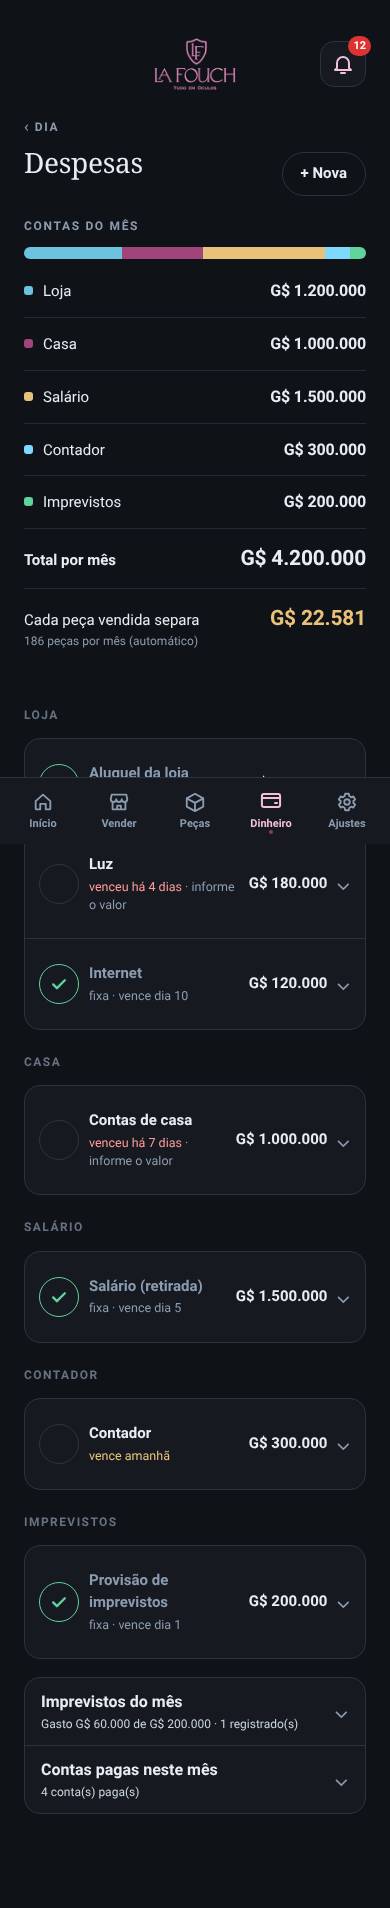 LF
LA FOUCH
TUDO EM ÓCULOS
12
‹ DIA
Despesas
+ Nova
CONTAS DO MÊS
Loja
G$ 1.200.000
Casa
G$ 1.000.000
Salário
G$ 1.500.000
Contador
G$ 300.000
Imprevistos
G$ 200.000
Total por mês
G$ 4.200.000
Cada peça vendida separa
G$ 22.581
186 peças por mês (automático)
LOJA
Aluguel da loja
Início
Vender
Peças
Dinheiro
Ajustes
Luz
venceu há 4 dias · informe
o valor
G$ 180.000
Internet
fixa · vence dia 10
G$ 120.000
CASA
Contas de casa
venceu há 7 dias ·
informe o valor
G$ 1.000.000
SALÁRIO
Salário (retirada)
fixa · vence dia 5
G$ 1.500.000
CONTADOR
Contador
vence amanhã
G$ 300.000
IMPREVISTOS
Provisão de
imprevistos
fixa · vence dia 1
G$ 200.000
Imprevistos do mês
Gasto G$ 60.000 de G$ 200.000 · 1 registrado(s)
Contas pagas neste mês
4 conta(s) paga(s)